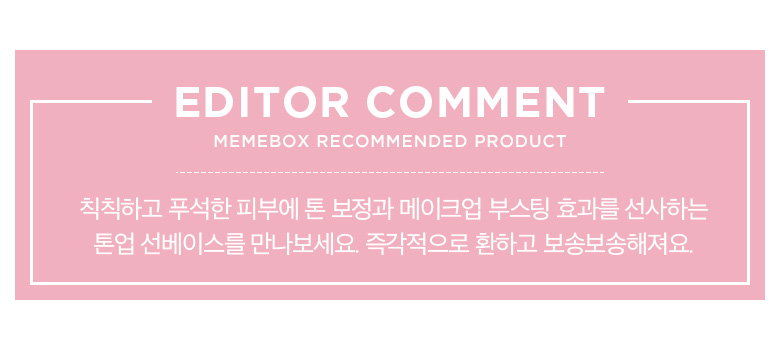 EDITOR COMMENT
MEMEBOX RECOMMENDED PRODUCT
칙칙하고 푸석한 피부에 톤 보정과 메이크업 부스팅 효과를 선사하는
톤업 선베이스를 만나보세요. 즉각적으로 환하고 보송보송해져요.